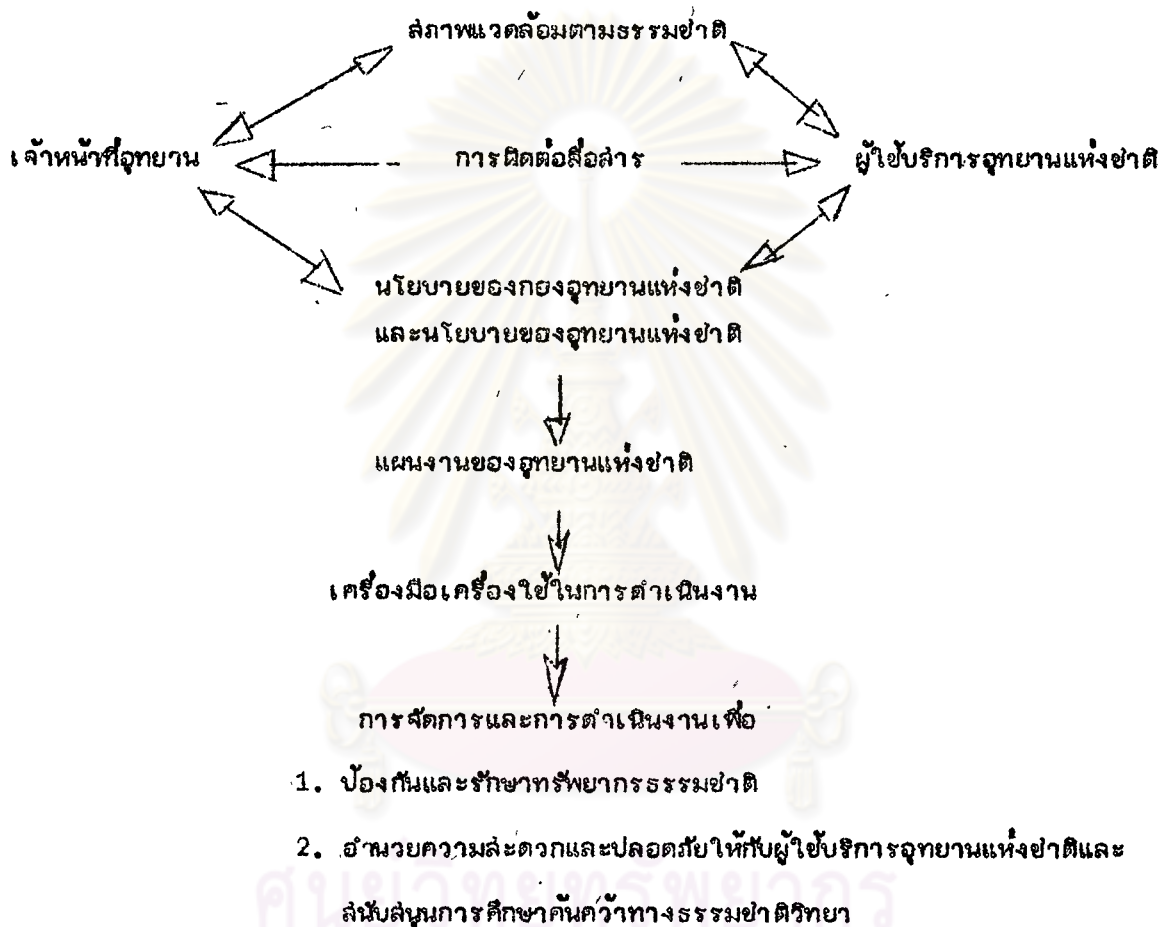 สภาพแวดล้อมตามธรรมชาติ
เจ้าหน้าที่อุทยาน การติดต่อสื่อสาร ผู้ใช้บริการอุทยานแห่งชาติ
นโยบายของกองอุทยานแห่งชาติ
และนโยบายของอุทยานแห่งชาติ
แผนงานของอุทยานแห่งชาติ
เครื่องมือเครื่องใช้ในการดำเนินงาน
การจัดการและการดำเนินงานเพื่อ
1. ป้องกันและรักษาทรัพยากรธรรมชาติ
2. อำนวยความสะดวกและปลอดภัยให้กับผู้ใช้บริการอุทยานแห่งชาติและ
สนับสนุนการศึกษาค้นคว้าทางธรรมชาติวิทยา
ศูนย์วิทยทรัพยากร